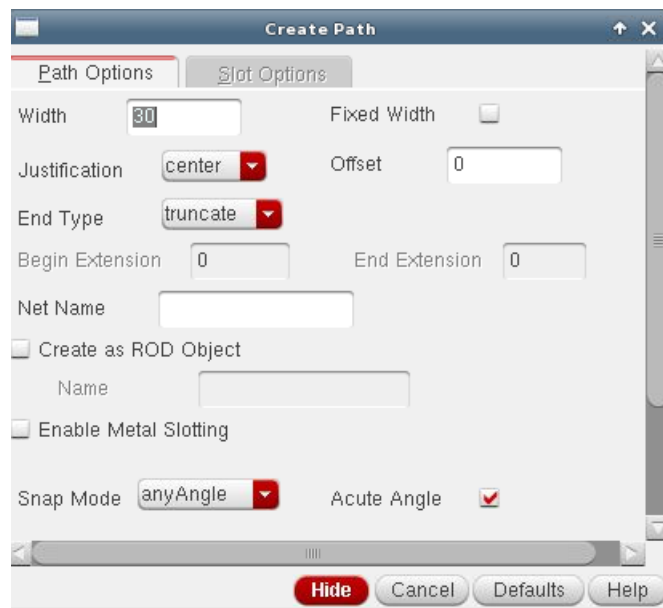 Create Path
Path Options Slot Options
Width 30 Fixed Width
Justification center Offset 0
End Type truncate
Begin Extension 0 End Extension 0
Net Name
Create as ROD Object
Name
Enable Metal Slotting
Snap Mode anyAngle Acute Angle
Hide Cancel Defaults Help